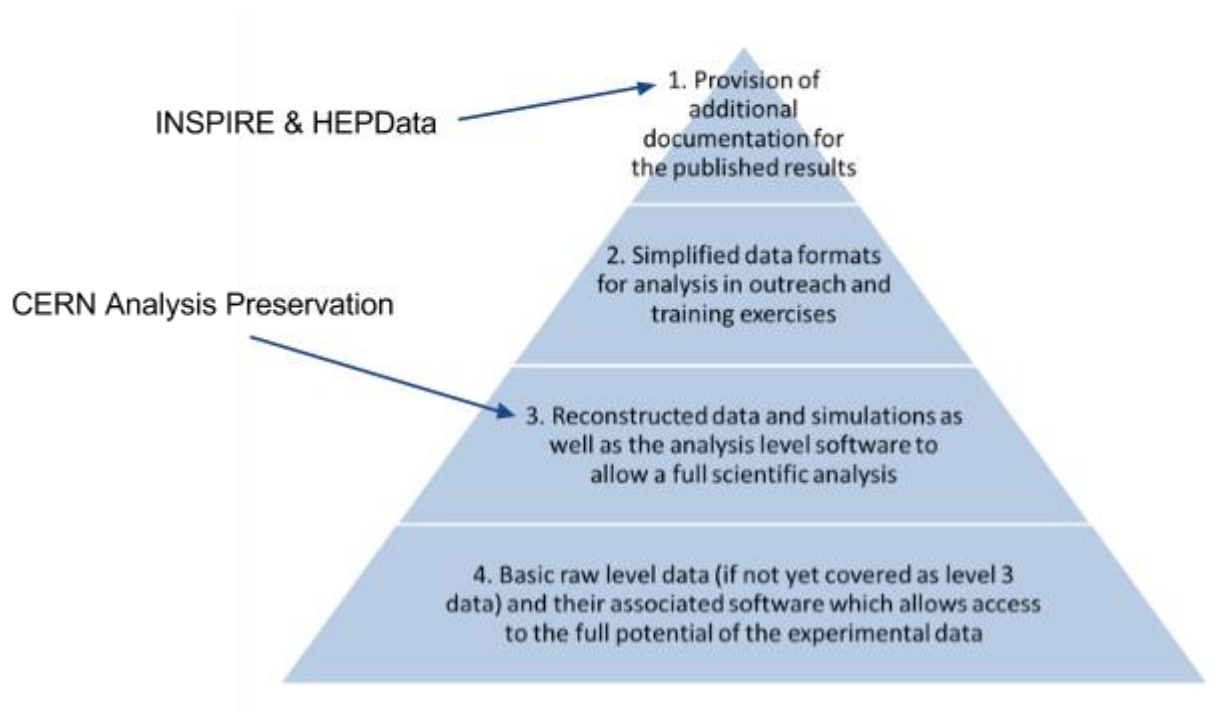 1. Provision of
additional
documentation for
the published results
INSPIRE & HEPData
2. Simplified data formats
for analysis in outreach and
training exercises
CERN Analysis Preservation
3. Reconstructed data and simulations as
well as the analysis level software to
allow a full scientific analysis
4. Basic raw level data (if not yet covered as level 3
data) and their associated software which allows access
to the full potential of the experimental data